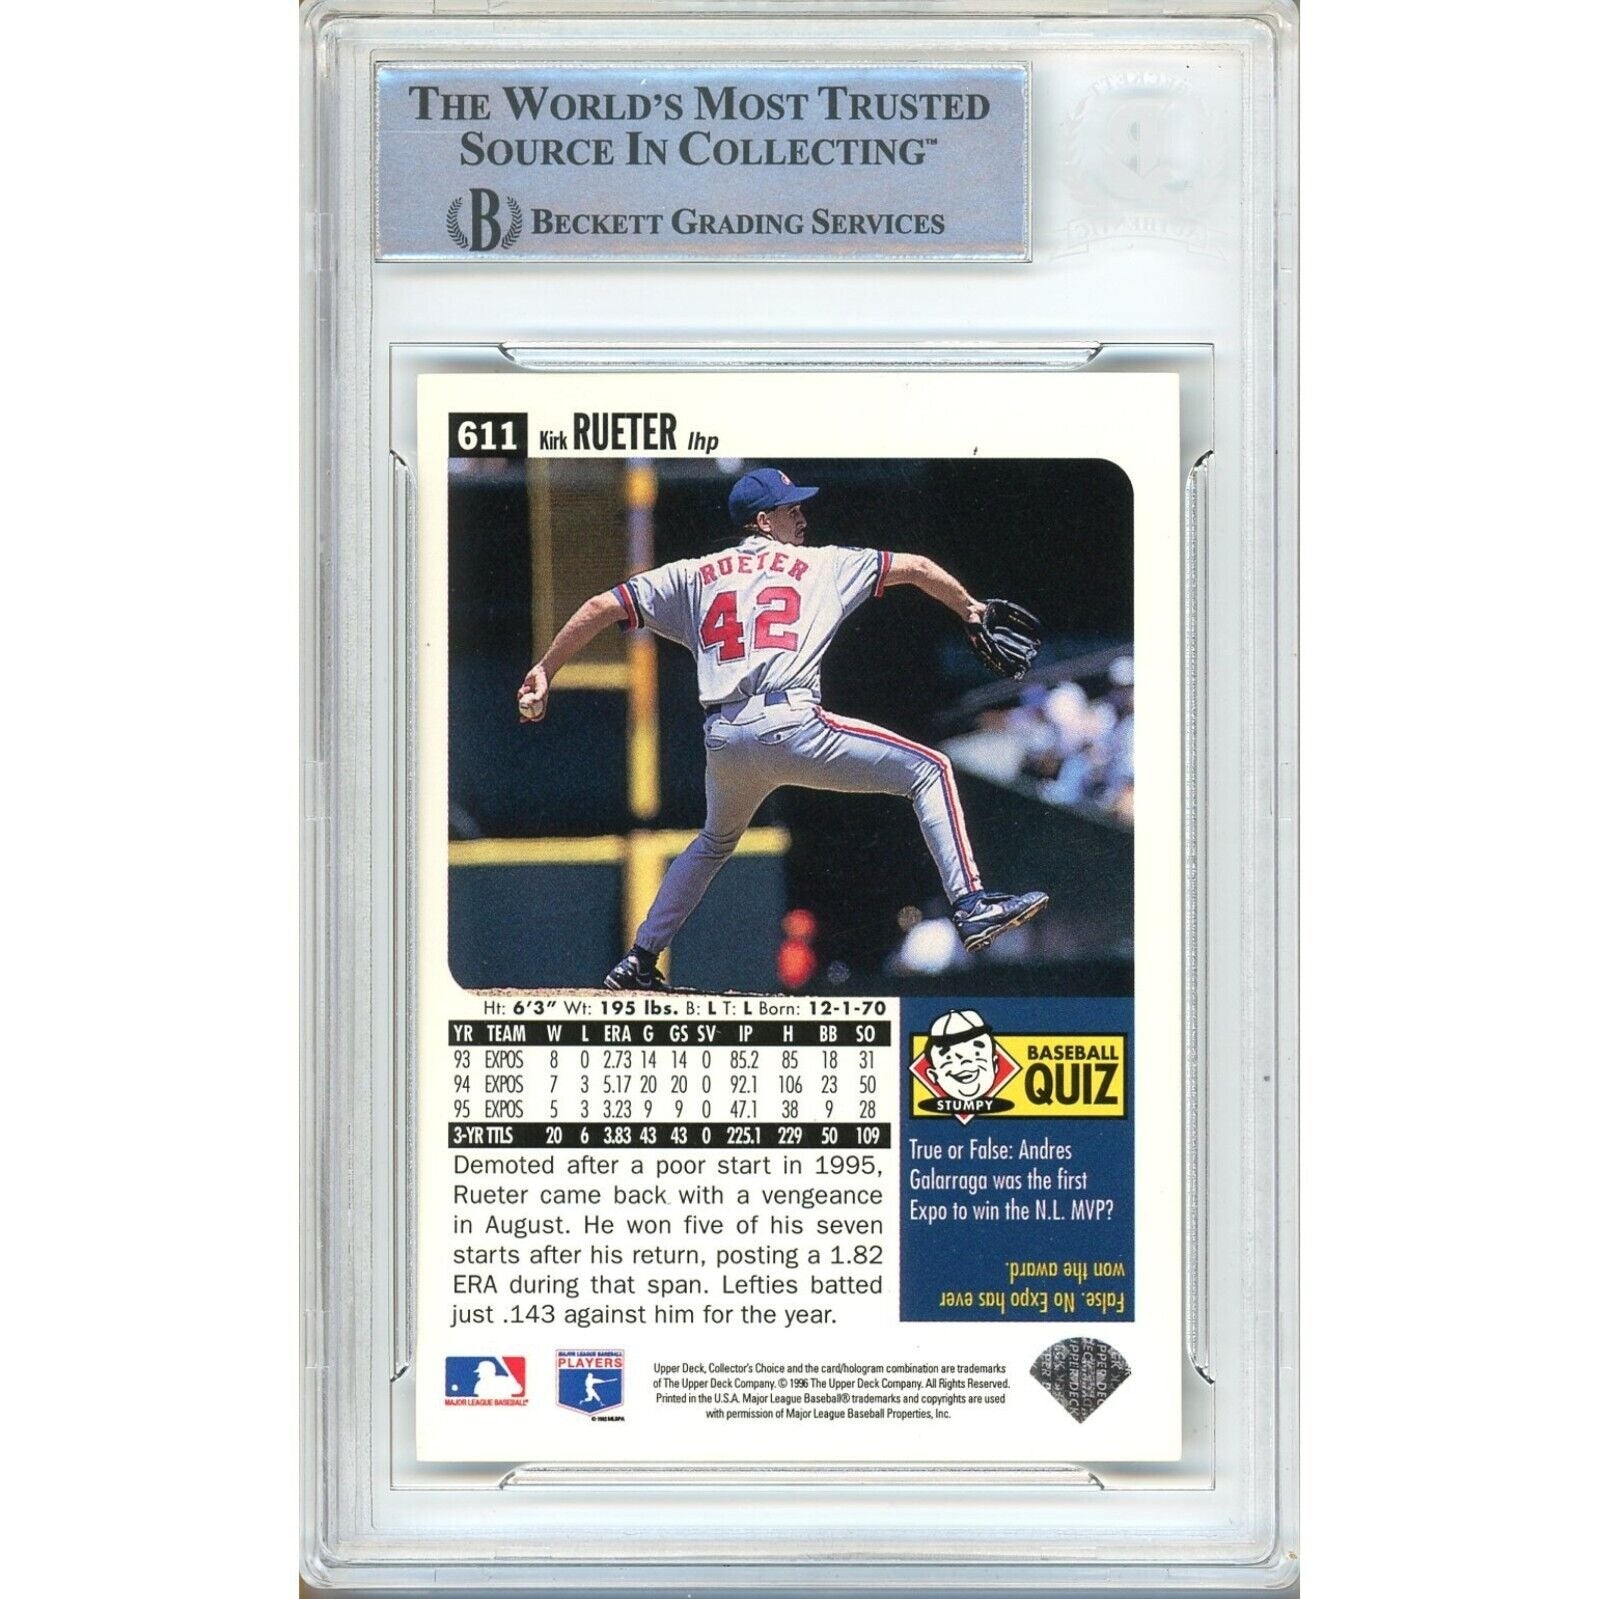 THE WORLD'S MOST TRUSTED
SOURCE IN COLLECTING™
B BECKETT GRADING SERVICES
611 Kirk RUETER lhp
RUETER
42
Ht: 6'3" Wt: 195 lbs. B: L T: L Born: 12-1-70
YR TEAM W L ERA G GS SV IP H BB SO
93 EXPOS 8 0 2.73 14 14 0 85.2 85 18 31
94 EXPOS 7 3 5.17 20 20 0 92.1 106 23 50
95 EXPOS 5 3 3.23 9 9 0 47.1 38 9 28
3-YR TTLS 20 6 3.83 43 43 0 225.1 229 50 109
Demoted after a poor start in 1995,
Rueter came back with a vengeance
in August. He won five of his seven
starts after his return, posting a 1.82
ERA during that span. Lefties batted
just .143 against him for the year.
BASEBALL
QUIZ
STUMPY
True or False: Andres
Galarraga was the first
Expo to win the N.L. MVP?
False. No Expo has ever
won the award.
MAJOR LEAGUE BASEBALL
PLAYERS
MAJOR LEAGUE BASEBALL®
Upper Deck, Collector's Choice and the card/hologram combination are trademarks
of The Upper Deck Company. © 1996 The Upper Deck Company. All Rights Reserved.
Printed in the U.S.A. Major League Baseball® trademarks and copyrights are used
with permission of Major League Baseball Properties, Inc.
UPPER DECK